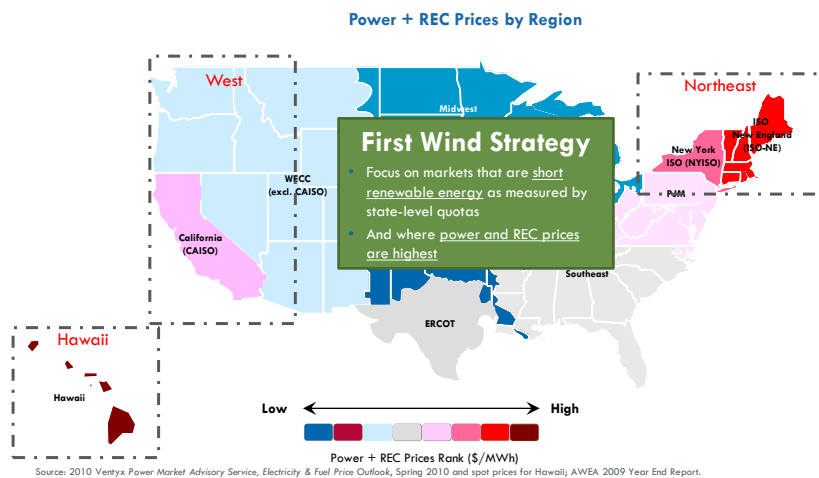 Power + REC Prices by Region
West
Northeast
Midwest
ISO
New England
(ISO-NE)
New York
ISO (NYISO)
First Wind Strategy
• Focus on markets that are short
renewable energy as measured by
state-level quotas
• And where power and REC prices
are highest
WECC
(excl. CAISO)
PJM
California
(CAISO)
Southeast
ERCOT
Hawaii
Hawaii
Low
High
Power + REC Prices Rank ($/MWh)
Source: 2010 Ventyx Power Market Advisory Service, Electricity & Fuel Price Outlook, Spring 2010 and spot prices for Hawaii; AWEA 2009 Year End Report.